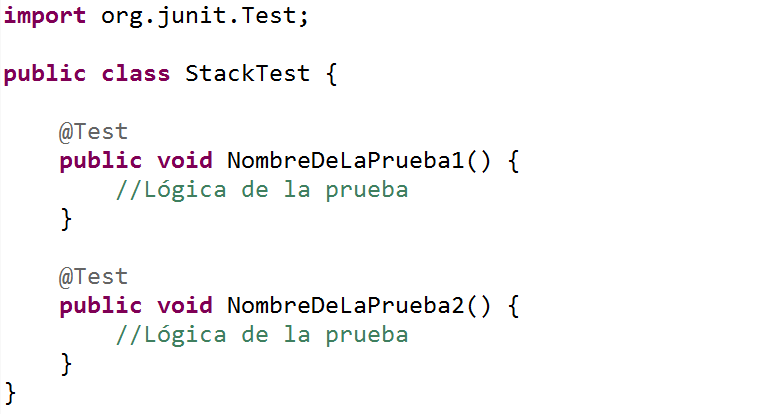 import org.junit.Test;
public class StackTest {
@Test
public void NombreDeLaPrueba1() {
//Lógica de la prueba
}
@Test
public void NombreDeLaPrueba2() {
//Lógica de la prueba
}
}